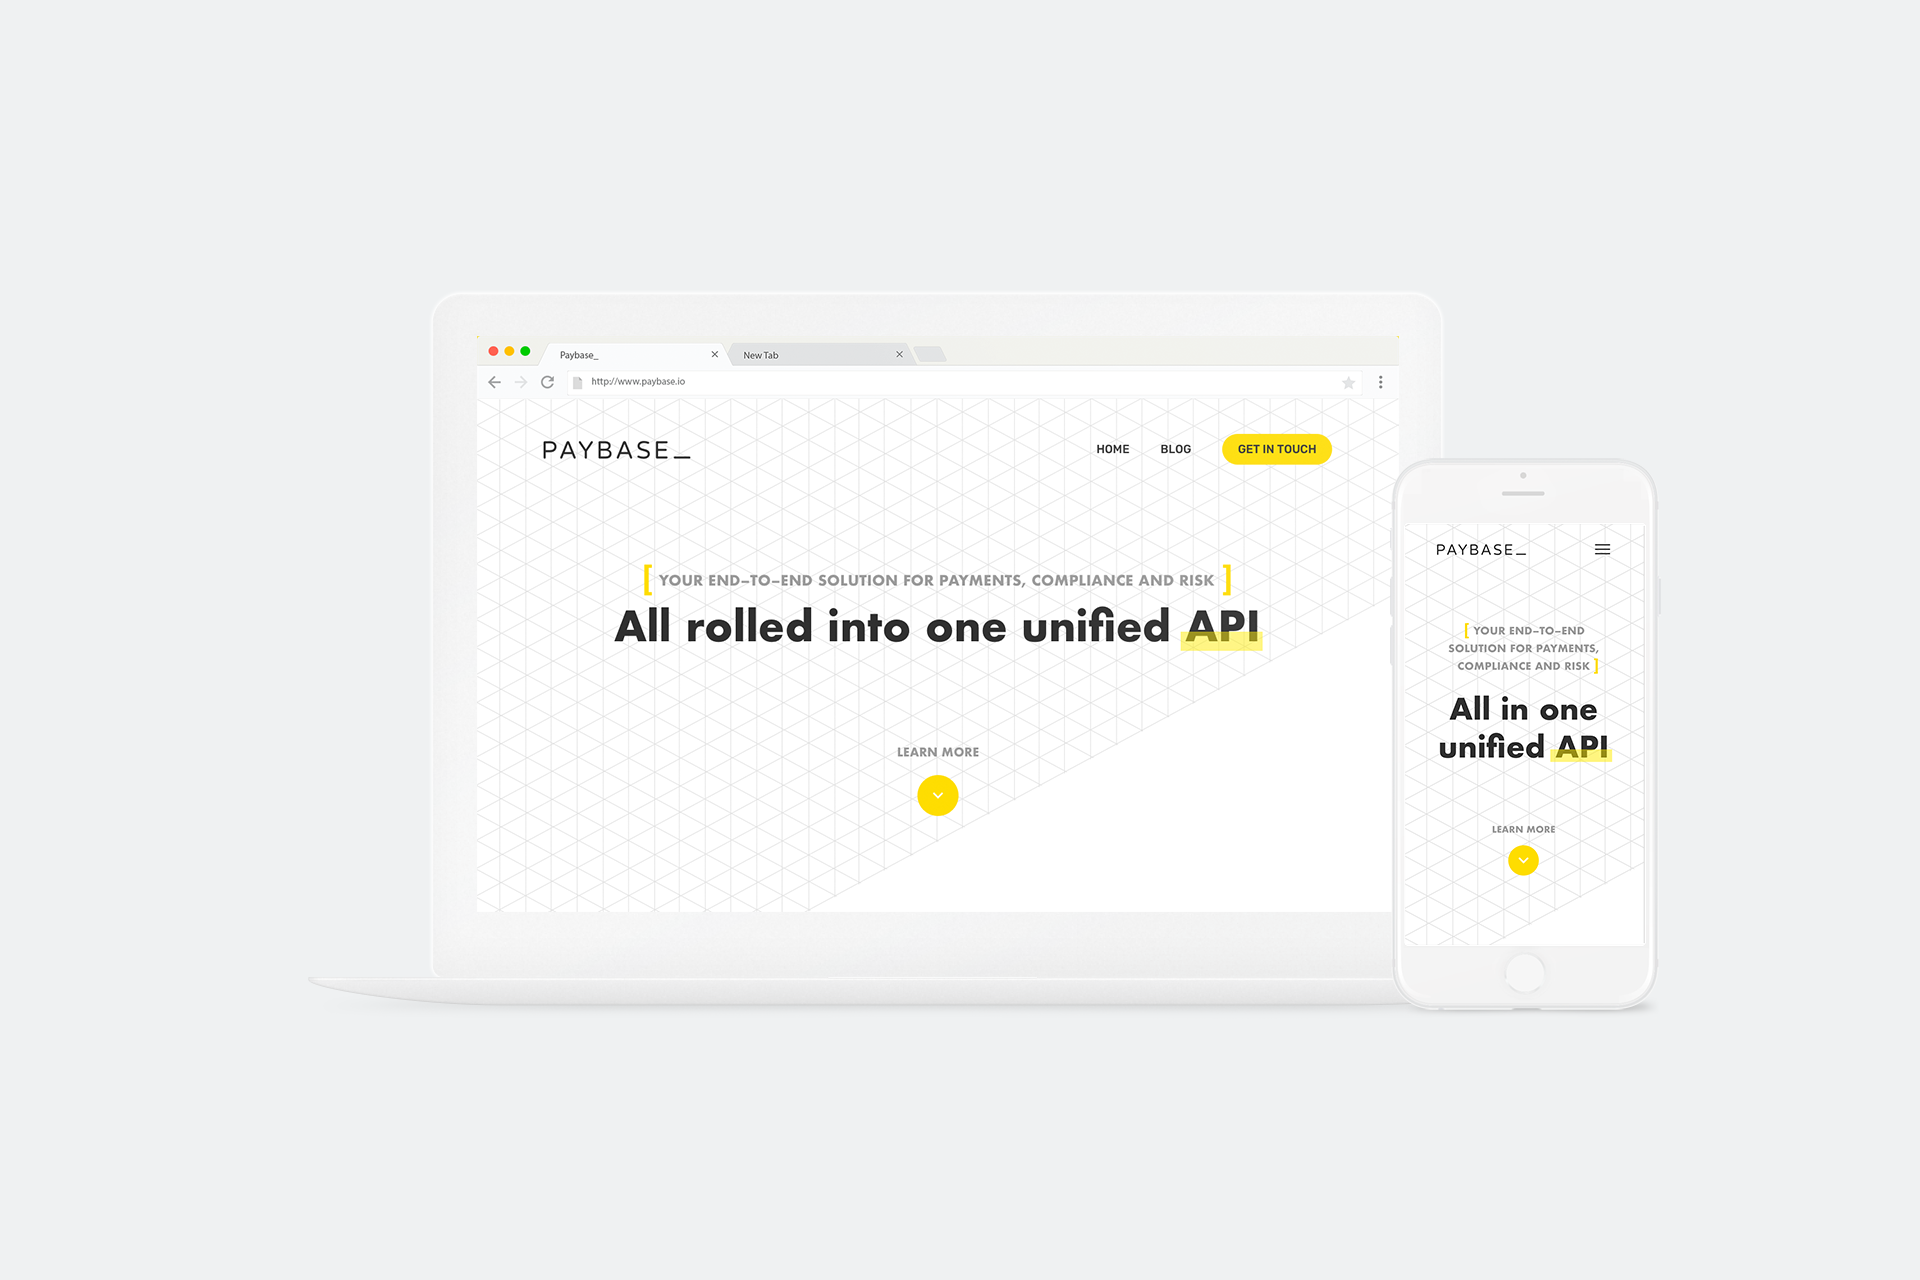 Paybase_
New Tab
http://www.paybase.io
PAYBASE_
HOME
BLOG
GET IN TOUCH
[ YOUR END–TO–END SOLUTION FOR PAYMENTS, COMPLIANCE AND RISK ]
All rolled into one unified API
LEARN MORE
PAYBASE_
[ YOUR END–TO–END
SOLUTION FOR PAYMENTS,
COMPLIANCE AND RISK ]
All in one
unified API
LEARN MORE